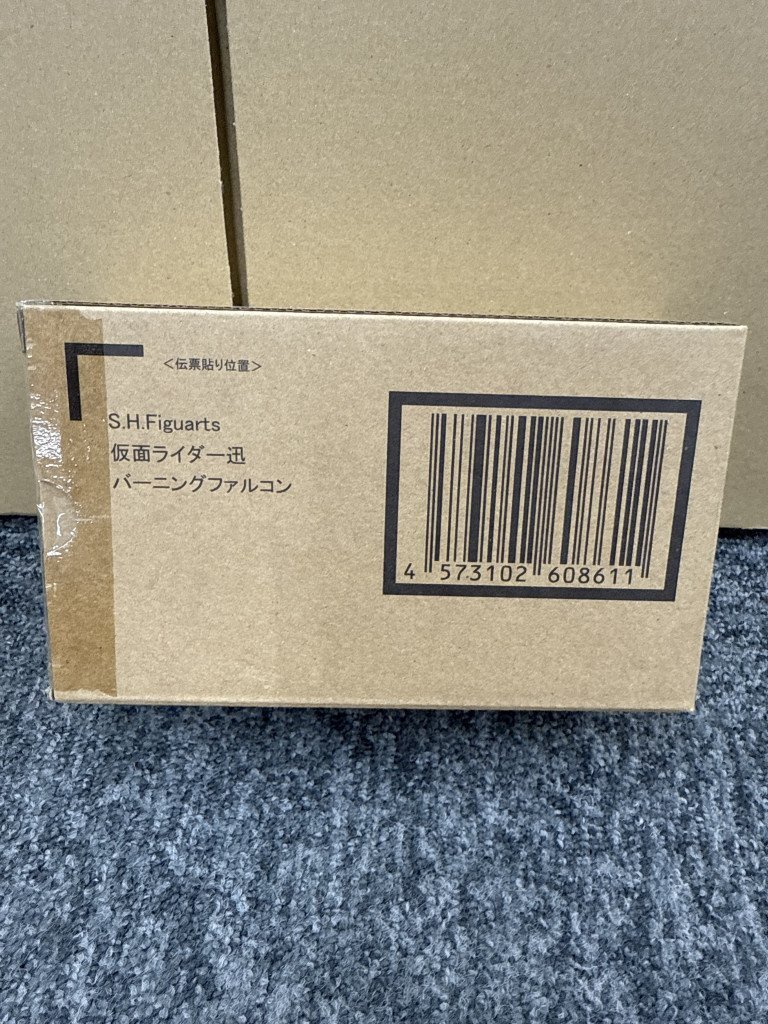 ＜伝票貼り位置＞
S.H.Figuarts
仮面ライダー迅
バーニングファルコン
4 573102 608611